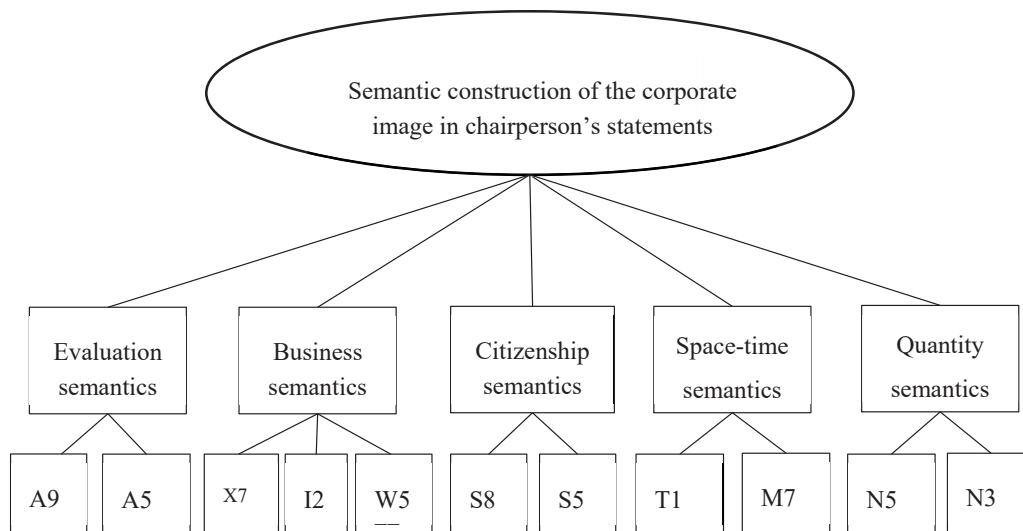 Semantic construction of the corporate
image in chairperson's statements
Evaluation
semantics
Business
semantics
Citizenship
semantics
Space-time
semantics
Quantity
semantics
A9
A5
X7
I2
W5
S8
S5
T1
M7
N5
N3